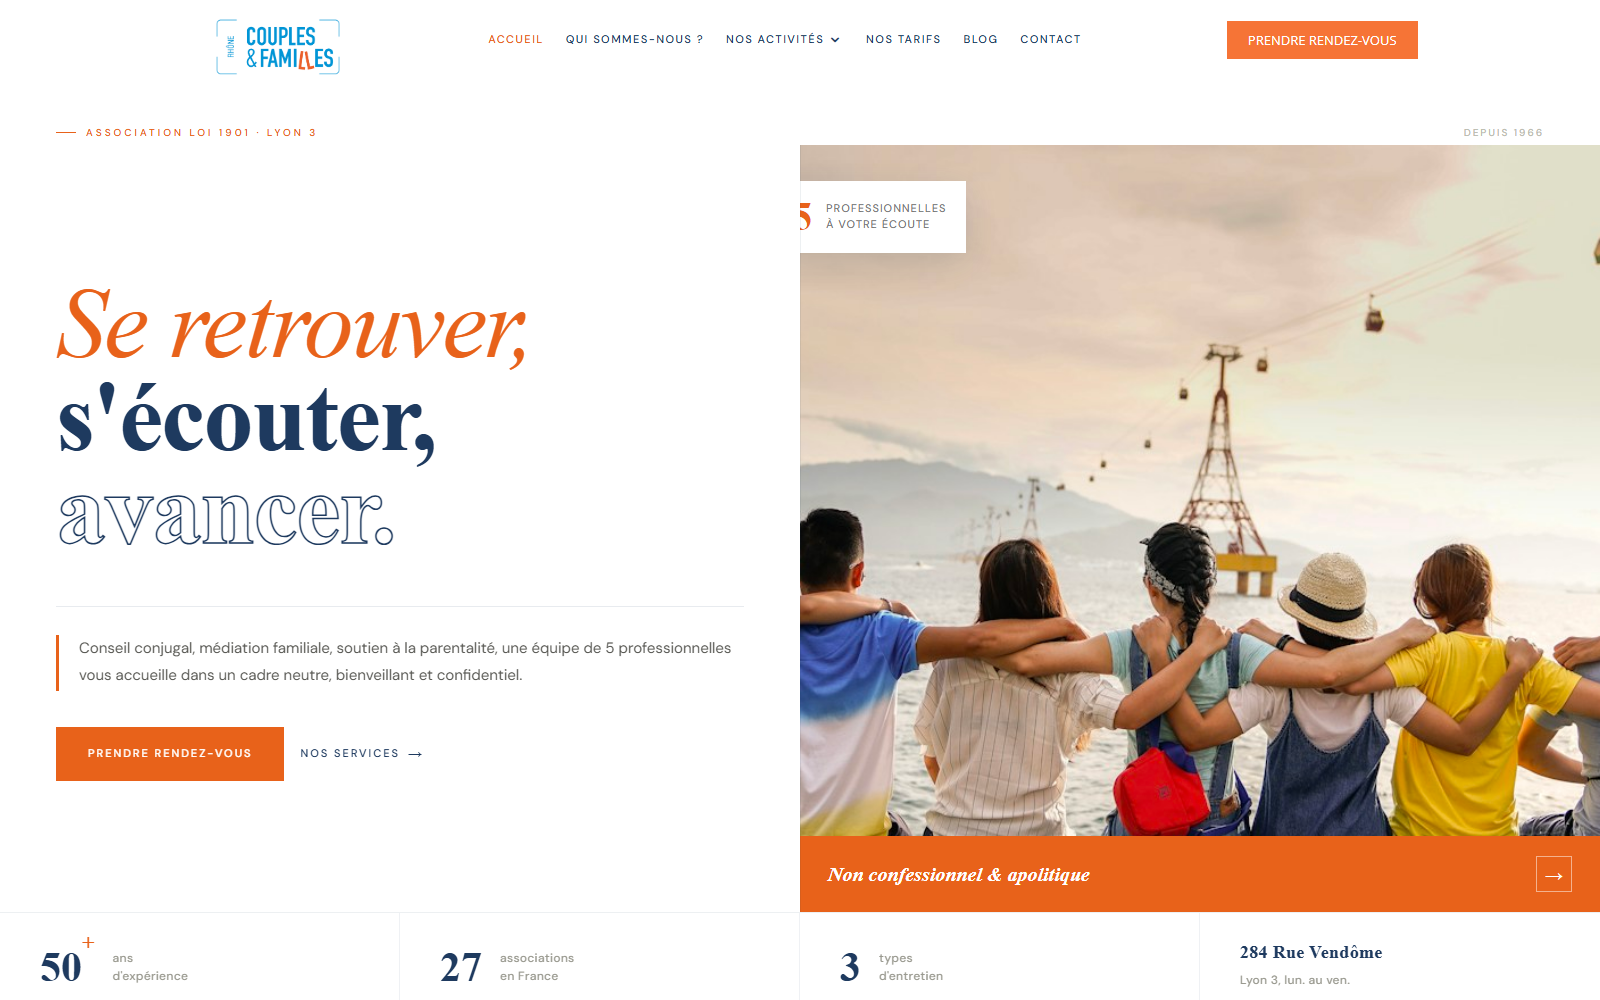 RHÔNE
COUPLES
& FAMILLES
ACCUEIL
QUI SOMMES-NOUS ?
NOS ACTIVITÉS
NOS TARIFS
BLOG
CONTACT
PRENDRE RENDEZ-VOUS
ASSOCIATION LOI 1901 · LYON 3
DEPUIS 1966
5
PROFESSIONNELLES
À VOTRE ÉCOUTE
Se retrouver,
s'écouter,
avancer.
Conseil conjugal, médiation familiale, soutien à la parentalité, une équipe de 5 professionnelles
vous accueille dans un cadre neutre, bienveillant et confidentiel.
PRENDRE RENDEZ-VOUS
NOS SERVICES →
Non confessionnel & apolitique
→
50+
ans
d'expérience
27
associations
en France
3
types
d'entretien
284 Rue Vendôme
Lyon 3, lun. au ven.